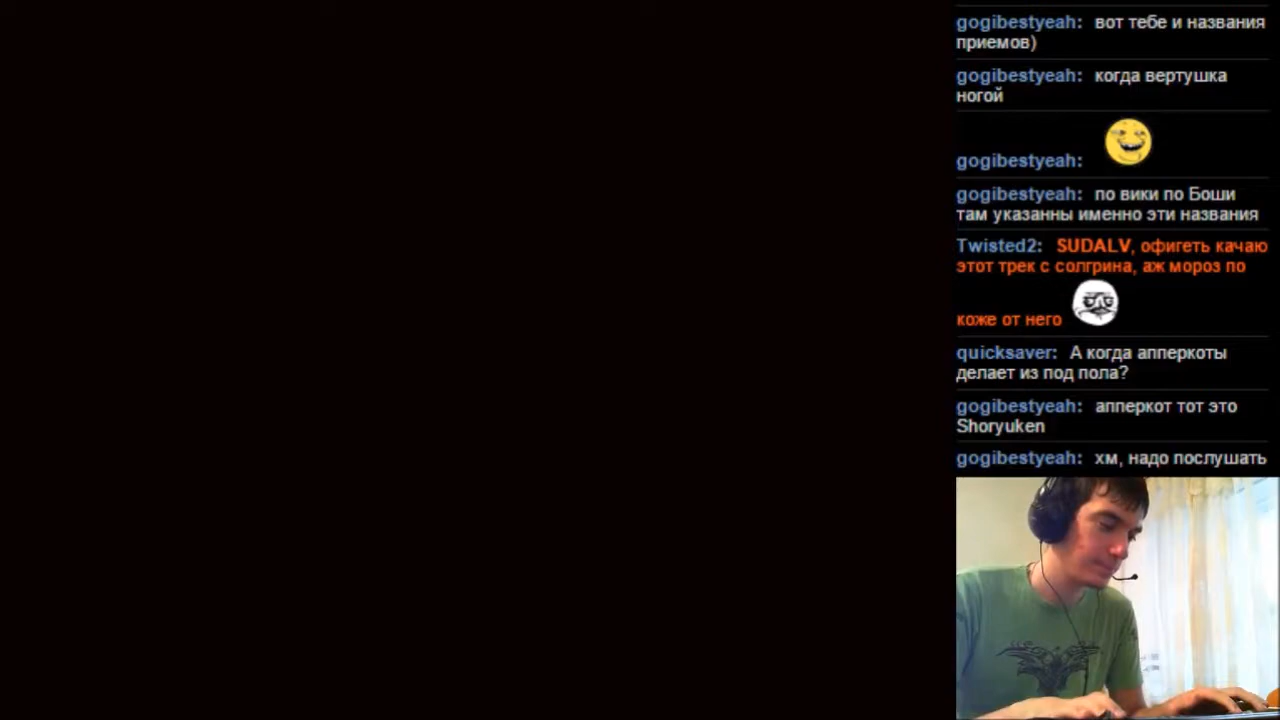 gogibestyeah: вот тебе и названия
приемов)
gogibestyeah: когда вертушка
ногой
gogibestyeah:
gogibestyeah: по вики по Боши
там указанны именно эти названия
Twisted2: SUDALV, офигеть качаю
этот трек с солгрина, аж мороз по
коже от него
quicksaver: А когда апперкоты
делает из под пола?
gogibestyeah: апперкот тот это
Shoryuken
gogibestyeah: хм, надо послушать